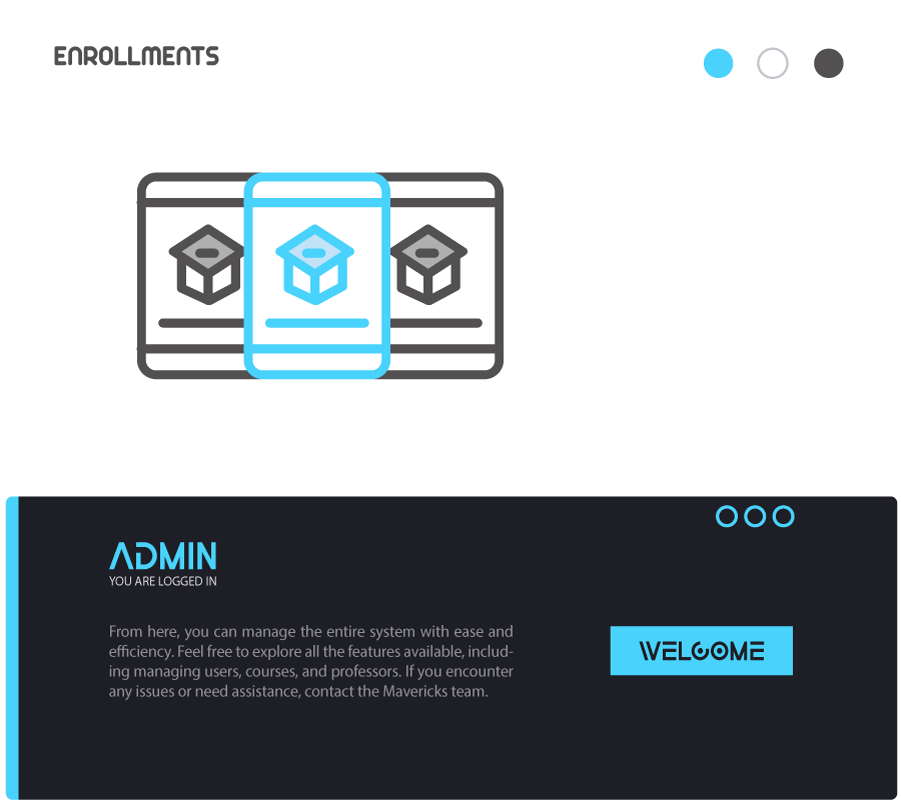 ENROLLMENTS
ADMIN
YOU ARE LOGGED IN
From here, you can manage the entire system with ease and
efficiency. Feel free to explore all the features available, includ-
ing managing users, courses, and professors. If you encounter
any issues or need assistance, contact the Mavericks team.
WELCOME